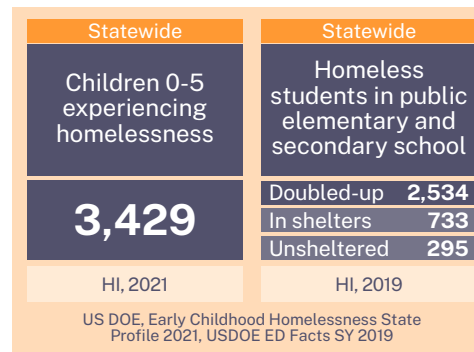 Statewide
Children 0-5
experiencing
homelessness
3,429
HI, 2021
Statewide
Homeless
students in public
elementary and
secondary school
Doubled-up 2,534
In shelters 733
Unsheltered 295
HI, 2019
US DOE, Early Childhood Homelessness State
Profile 2021, USDOE ED Facts SY 2019